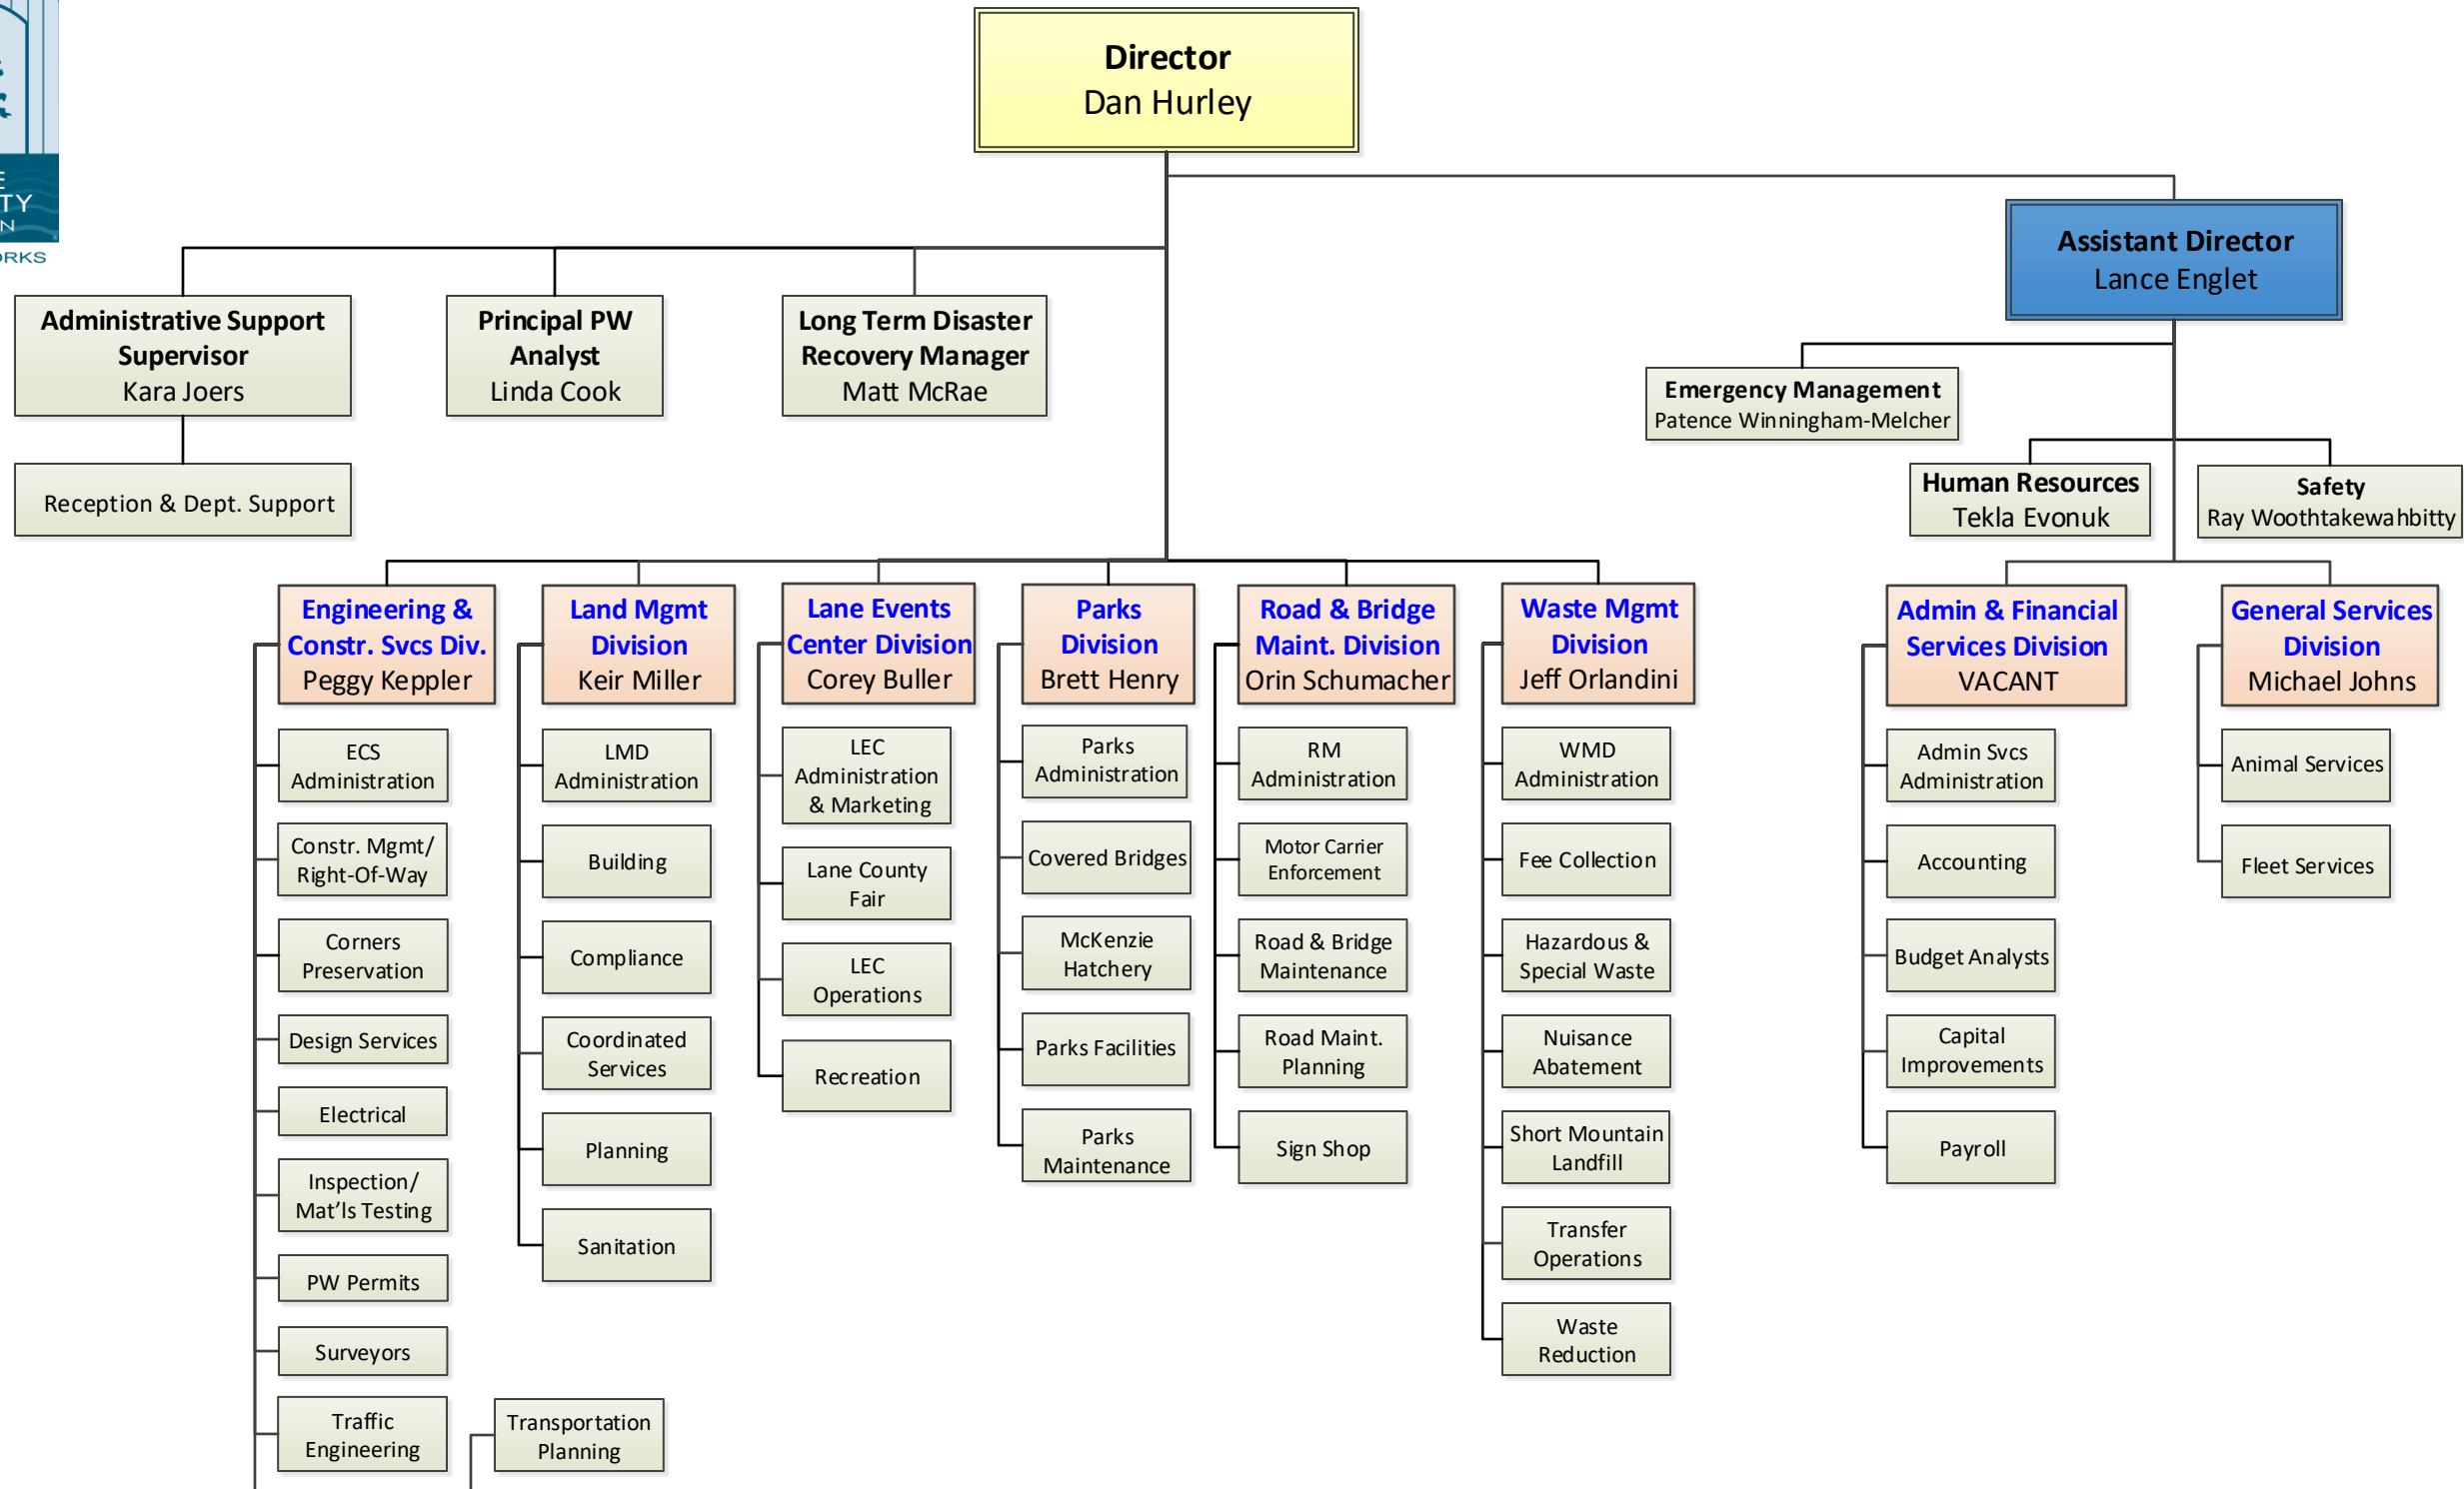 Director
Dan Hurley
E
TY
N
ORKS
Assistant Director
Lance Englet
Administrative Support
Supervisor
Kara Joers
Principal PW
Analyst
Linda Cook
Long Term Disaster
Recovery Manager
Matt McRae
Emergency Management
Patence Winningham-Melcher
Reception & Dept. Support
Human Resources
Tekla Evonuk
Safety
Ray Woothtakewahbitty
Engineering &
Constr. Svcs Div.
Peggy Keppler
ECS
Administration
Constr. Mgmt/
Right-Of-Way
Corners
Preservation
Design Services
Electrical
Inspection/
Mat’ls Testing
PW Permits
Surveyors
Traffic
Engineering
Transportation
Planning
Land Mgmt
Division
Keir Miller
LMD
Administration
Building
Compliance
Coordinated
Services
Planning
Sanitation
Lane Events
Center Division
Corey Buller
LEC
Administration
& Marketing
Lane County
Fair
LEC
Operations
Recreation
Parks
Division
Brett Henry
Parks
Administration
Covered Bridges
McKenzie
Hatchery
Parks Facilities
Parks
Maintenance
Road & Bridge
Maint. Division
Orin Schumacher
RM
Administration
Motor Carrier
Enforcement
Road & Bridge
Maintenance
Road Maint.
Planning
Sign Shop
Waste Mgmt
Division
Jeff Orlandini
WMD
Administration
Fee Collection
Hazardous &
Special Waste
Nuisance
Abatement
Short Mountain
Landfill
Transfer
Operations
Waste
Reduction
Admin & Financial
Services Division
VACANT
Admin Svcs
Administration
Accounting
Budget Analysts
Capital
Improvements
Payroll
General Services
Division
Michael Johns
Animal Services
Fleet Services